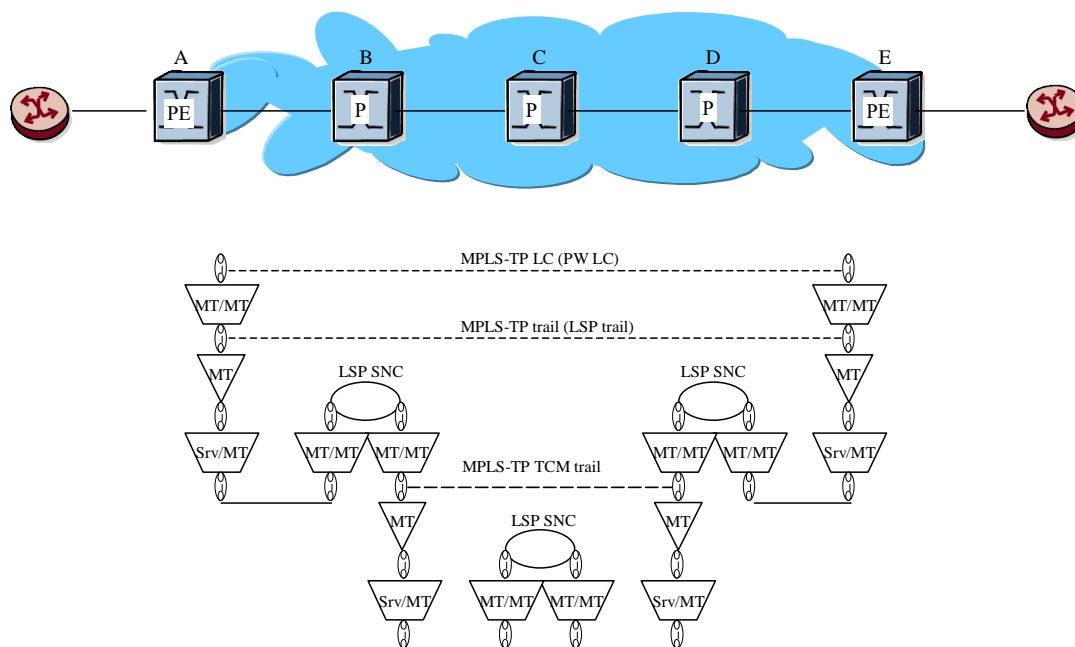 A B C D E
PE P P P PE
MPLS-TP LC (PW LC)
MT/MT MT/MT
MPLS-TP trail (LSP trail)
MT LSP SNC LSP SNC MT
Srv/MT MT/MT MT/MT MT/MT MT/MT Srv/MT
MPLS-TP TCM trail
MT LSP SNC MT
Srv/MT MT/MT MT/MT Srv/MT